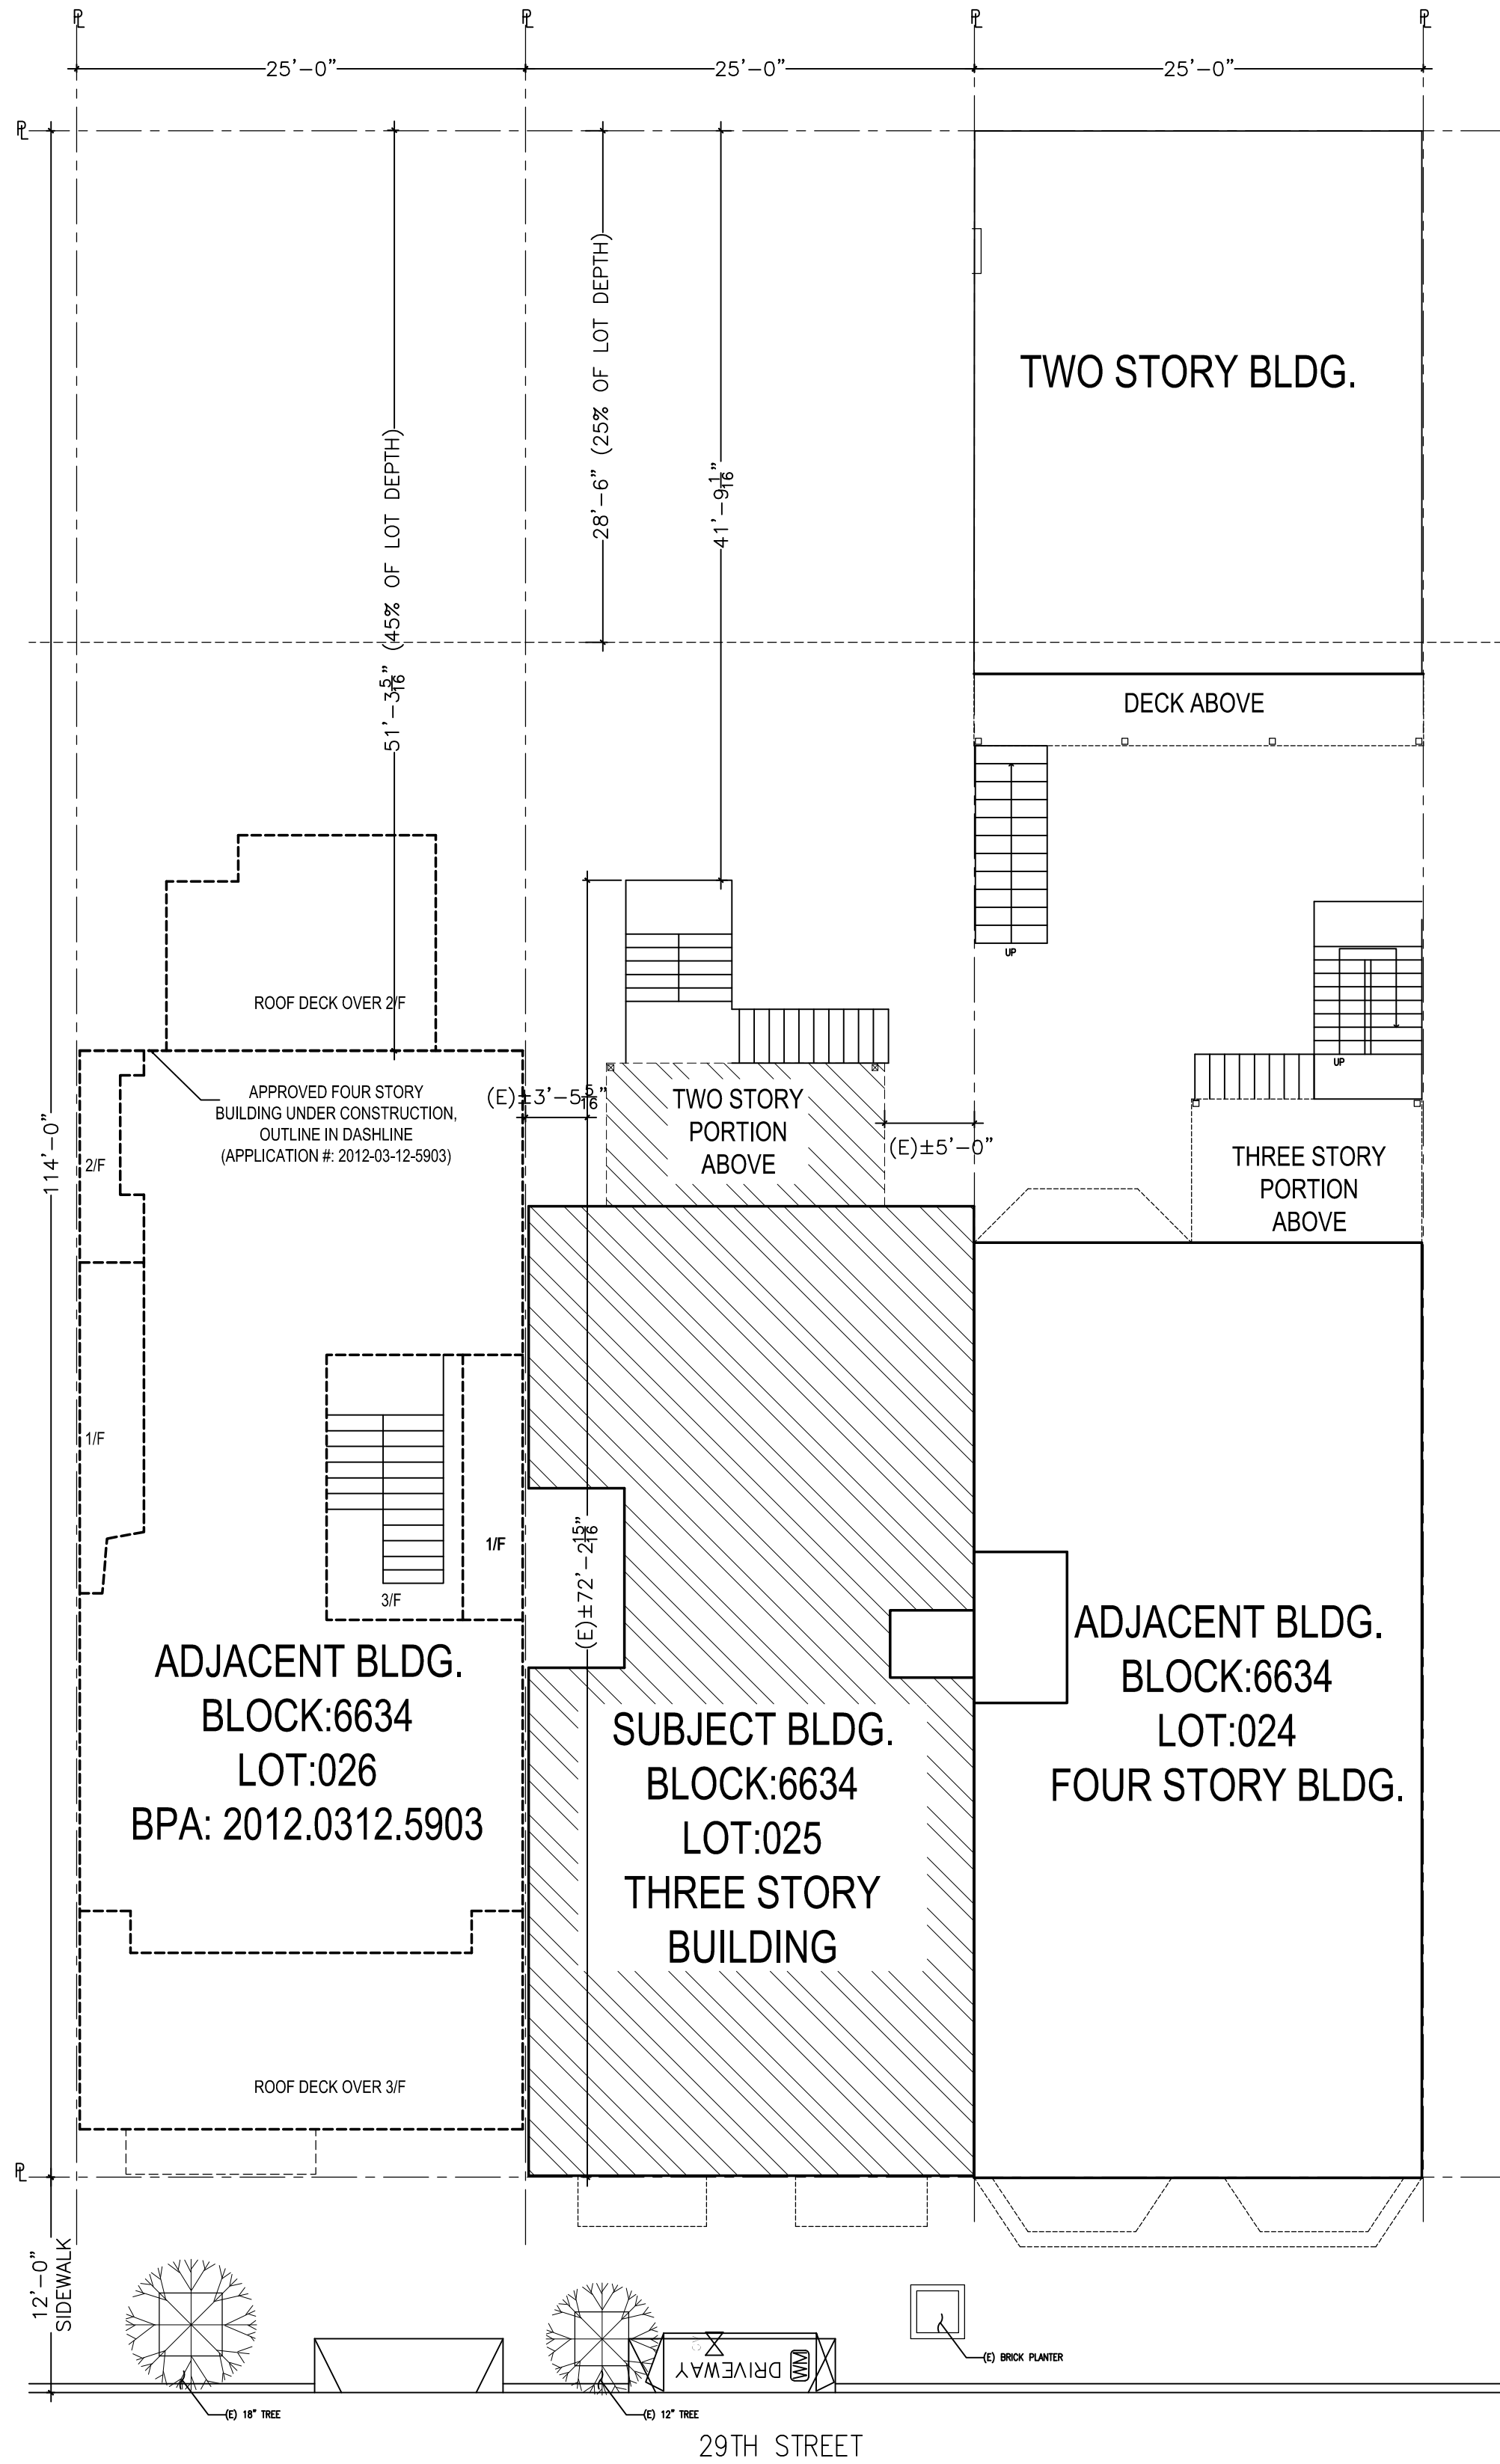 ℄ ℄ ℄ ℄
25'-0" 25'-0" 25'-0"
℄
51'-3 5/16" (45% OF LOT DEPTH)
28'-6" (25% OF LOT DEPTH)
41'-9 1/16"
TWO STORY BLDG.
DECK ABOVE
UP
UP
ROOF DECK OVER 2/F
APPROVED FOUR STORY
BUILDING UNDER CONSTRUCTION,
OUTLINE IN DASHLINE
(APPLICATION #: 2012-03-12-5903)
(E)±3'-5 5/16"
TWO STORY
PORTION
ABOVE
(E)±5'-0"
THREE STORY
PORTION
ABOVE
114'-0"
2/F
1/F
1/F
3/F
(E)±72'-2 15/16"
ADJACENT BLDG.
BLOCK:6634
LOT:026
BPA: 2012.0312.5903
SUBJECT BLDG.
BLOCK:6634
LOT:025
THREE STORY
BUILDING
ADJACENT BLDG.
BLOCK:6634
LOT:024
FOUR STORY BLDG.
ROOF DECK OVER 3/F
℄
12'-0"
SIDEWALK
DRIVEWAY
WM
(E) BRICK PLANTER
(E) 18" TREE
(E) 12" TREE
29TH STREET